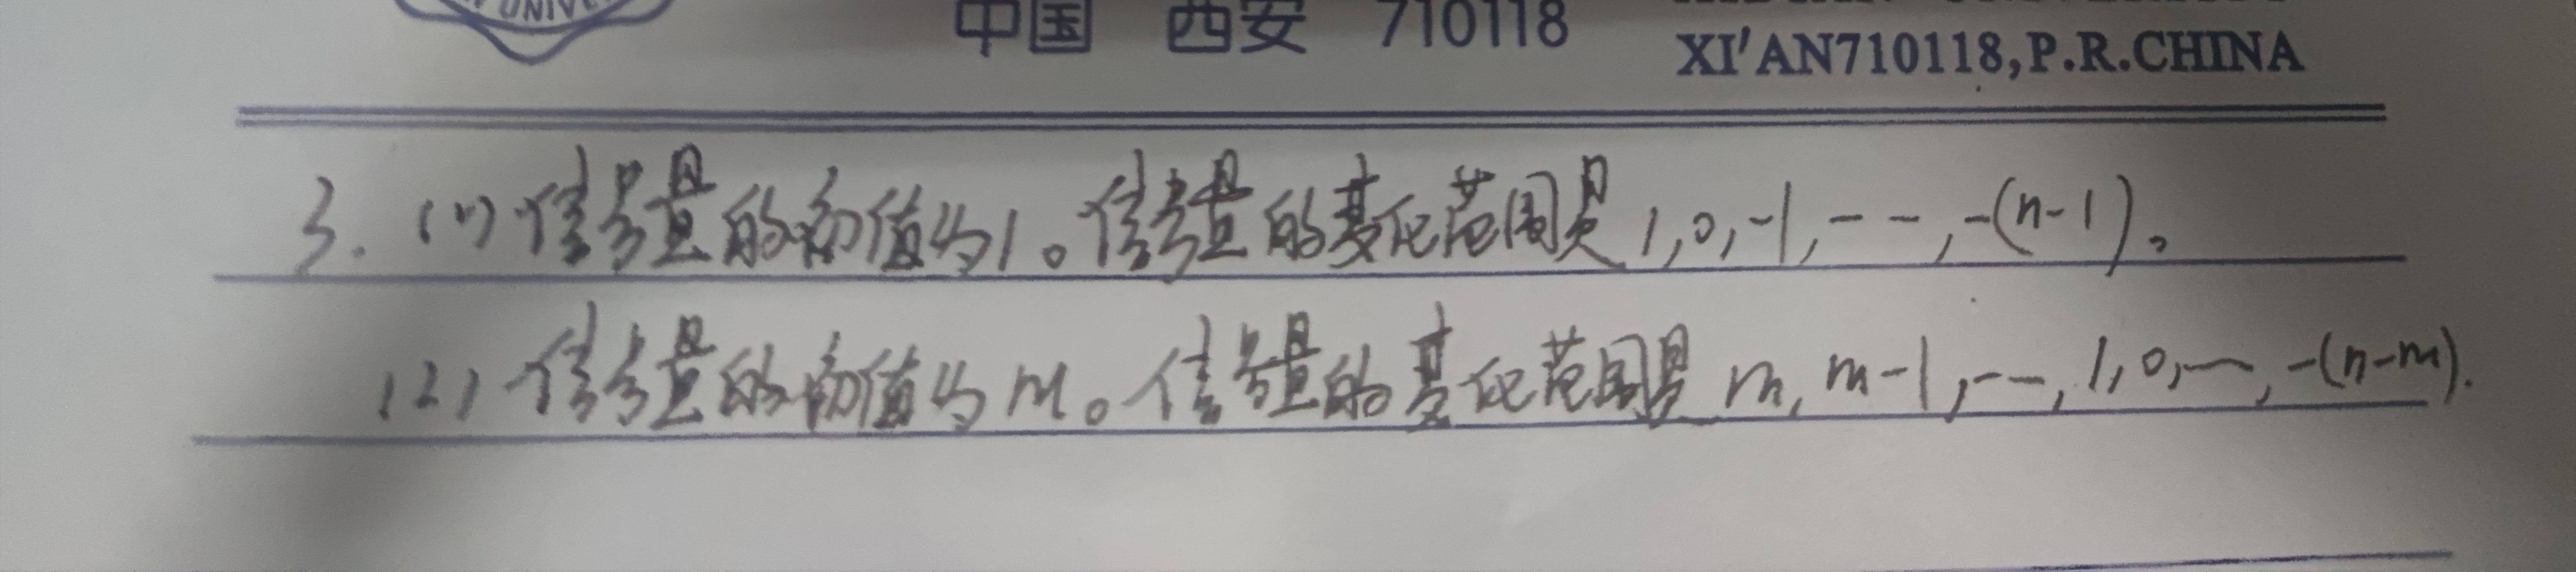 UNIVE
中国 西安 710118
XI'AN710118,P.R.CHINA
3. (1) 信号量的初值为1。信号量的变化范围是 1,0,-1,--,-(n-1)。
(2) 信号量的初值为m。信号量的变化范围是 m, m-1,--, 1,0,—,-(n-m).